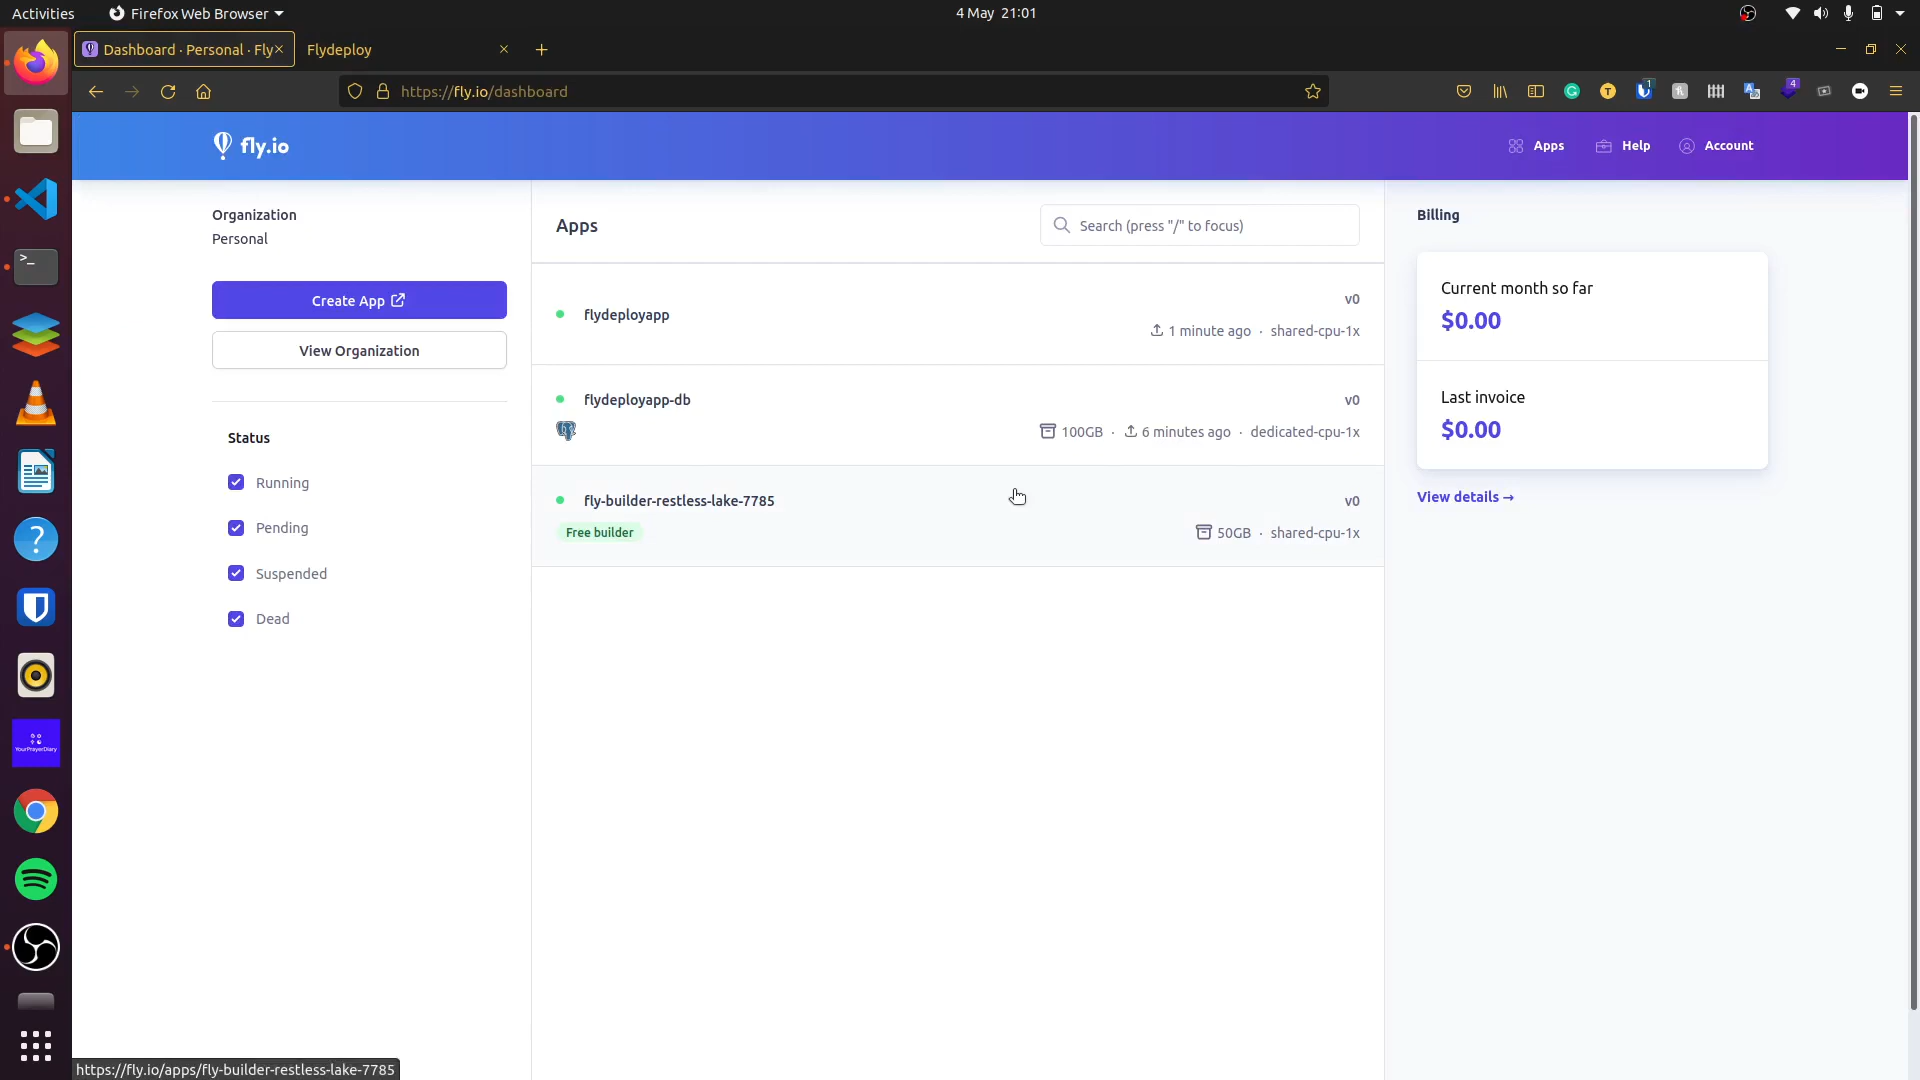 Activities
Firefox Web Browser
4 May 21:01
Dashboard · Personal · Fly
Flydeploy
https://fly.io/dashboard
1
4
fly.io
Apps
Help
Account
Organization
Personal
Create App
View Organization
Status
Running
Pending
Suspended
Dead
Apps
Search (press "/" to focus)
flydeployapp
v0
1 minute ago · shared-cpu-1x
flydeployapp-db
v0
100GB · 6 minutes ago · dedicated-cpu-1x
fly-builder-restless-lake-7785
v0
Free builder
50GB · shared-cpu-1x
Billing
Current month so far
$0.00
Last invoice
$0.00
View details →
YourPrayerDiary
https://fly.io/apps/fly-builder-restless-lake-7785